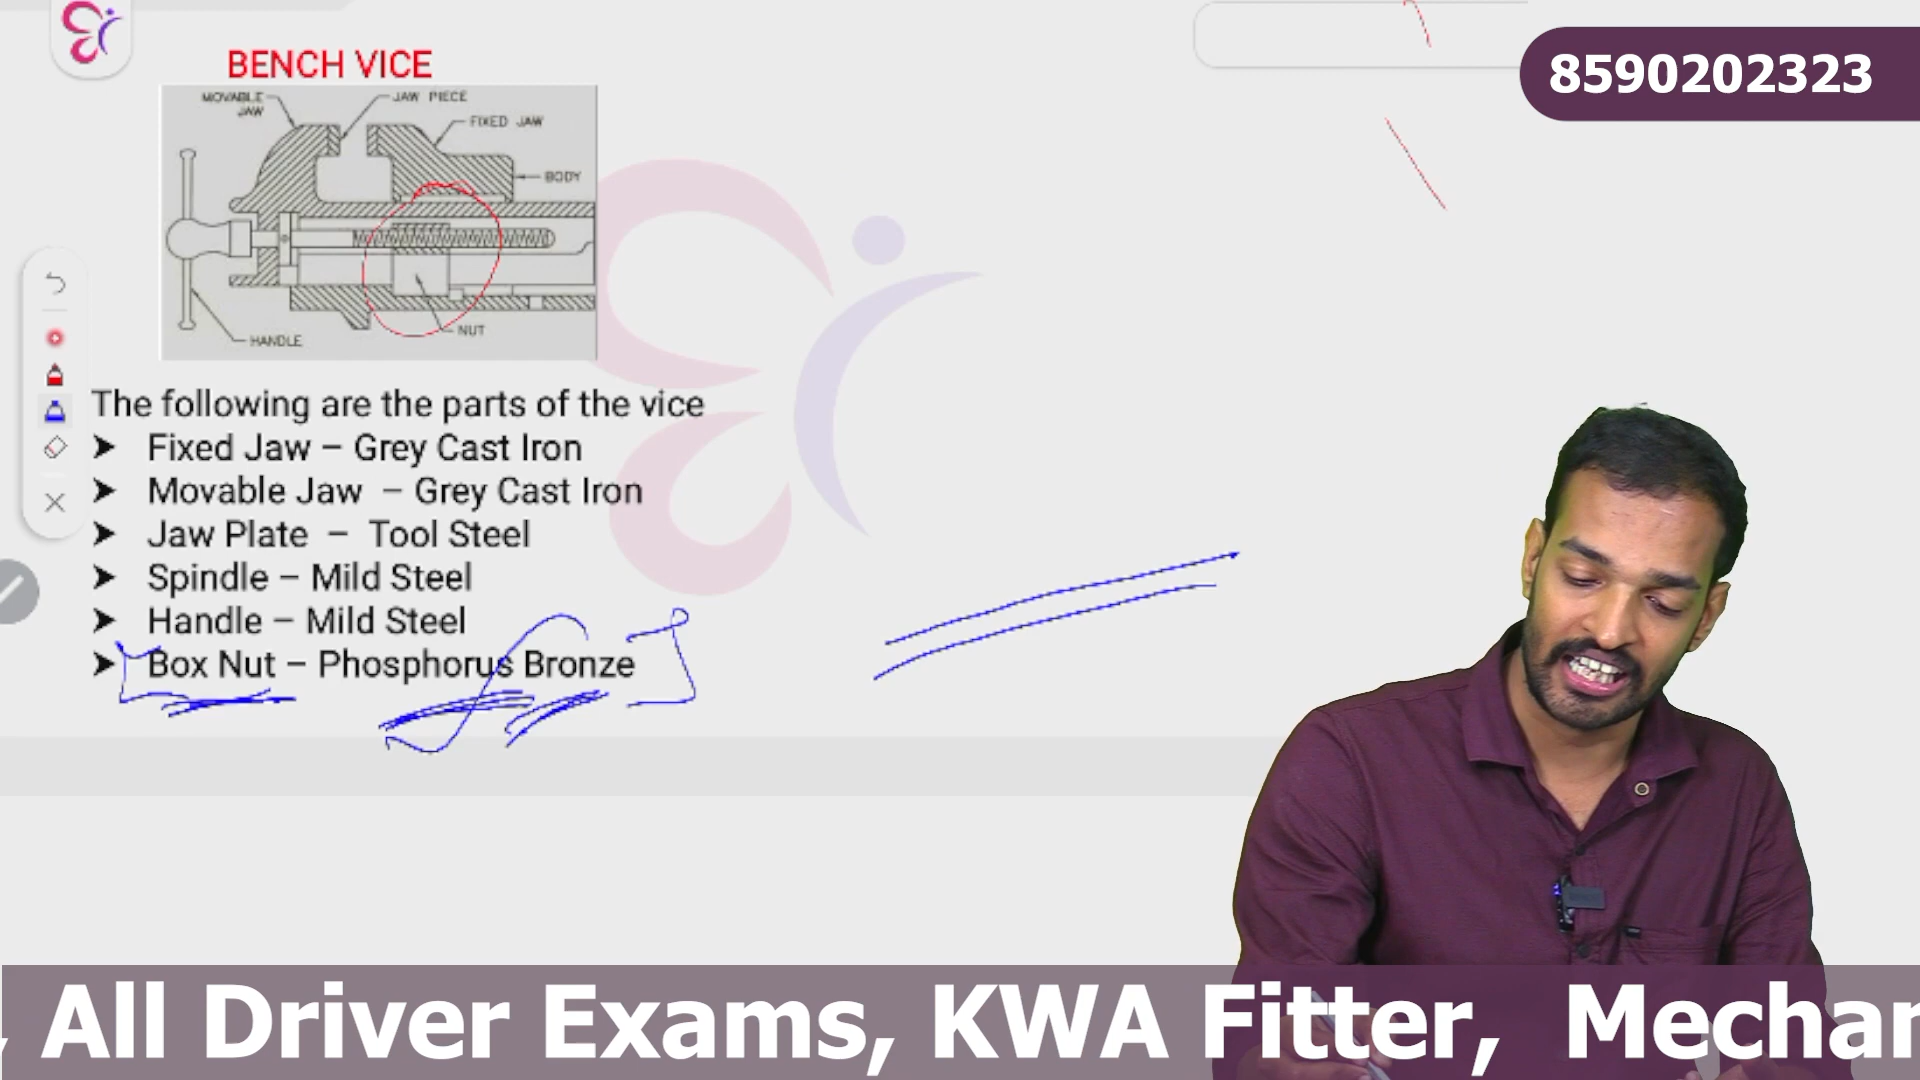 BENCH VICE
8590202323
MOVABLE JAW
JAW PIECE
FIXED JAW
BODY
NUT
HANDLE
The following are the parts of the vice
➤ Fixed Jaw – Grey Cast Iron
➤ Movable Jaw – Grey Cast Iron
➤ Jaw Plate – Tool Steel
➤ Spindle – Mild Steel
➤ Handle – Mild Steel
➤ Box Nut – Phosphorus Bronze
, All Driver Exams, KWA Fitter, Mechan